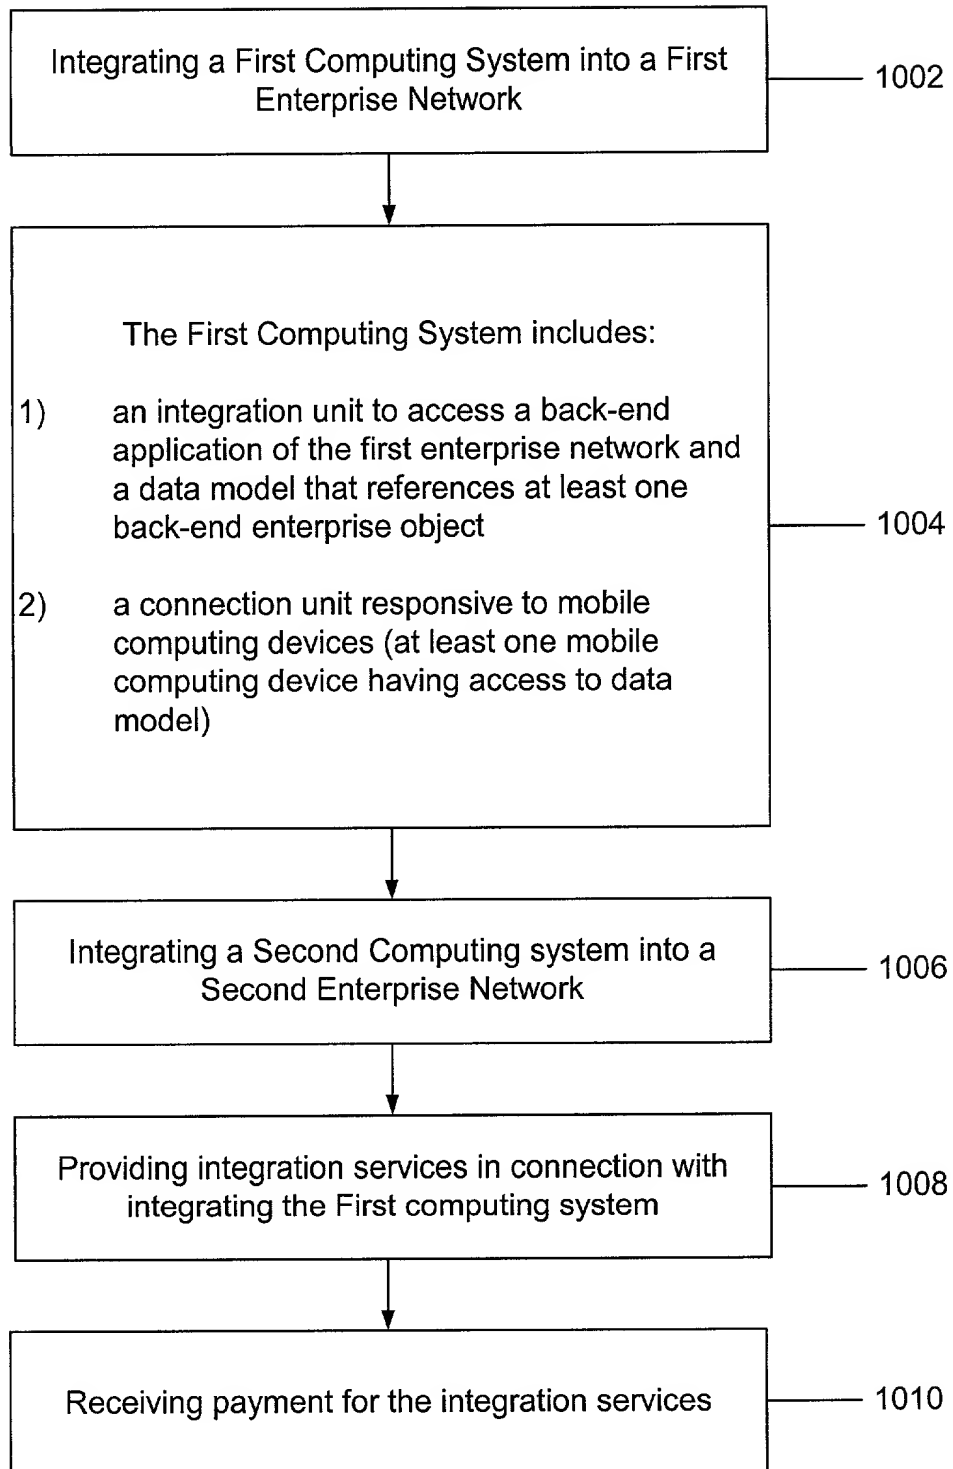 Integrating a First Computing System into a First
Enterprise Network
1002
The First Computing System includes:
1) an integration unit to access a back-end
application of the first enterprise network and
a data model that references at least one
back-end enterprise object
1004
2) a connection unit responsive to mobile
computing devices (at least one mobile
computing device having access to data
model)
Integrating a Second Computing system into a
Second Enterprise Network
1006
Providing integration services in connection with
integrating the First computing system
1008
Receiving payment for the integration services
1010